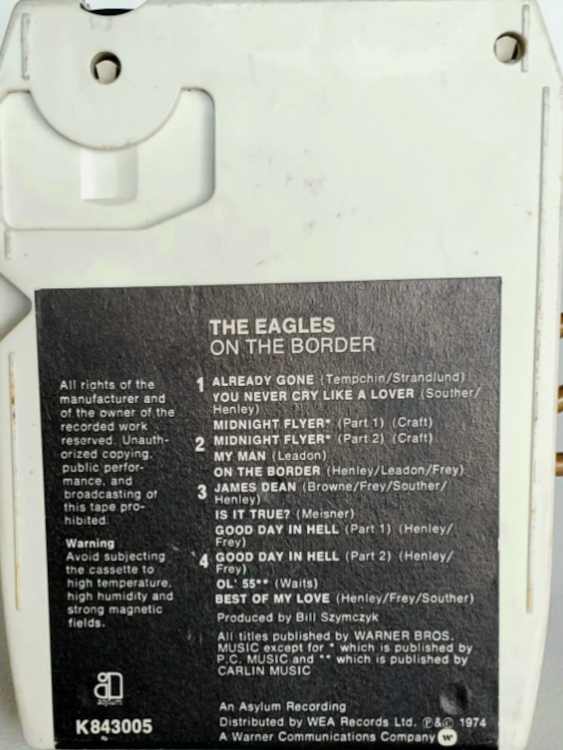 THE EAGLES
ON THE BORDER
1 ALREADY GONE (Tempchin/Strandlund)
YOU NEVER CRY LIKE A LOVER (Souther/
Henley)
MIDNIGHT FLYER* (Part 1) (Craft)
2 MIDNIGHT FLYER* (Part 2) (Craft)
MY MAN (Leadon)
ON THE BORDER (Henley/Leadon/Frey)
3 JAMES DEAN (Browne/Frey/Souther/
Henley)
IS IT TRUE? (Meisner)
GOOD DAY IN HELL (Part 1) (Henley/
Frey)
4 GOOD DAY IN HELL (Part 2) (Henley/
Frey)
OL' 55** (Waits)
BEST OF MY LOVE (Henley/Frey/Souther)
Produced by Bill Szymczyk
All titles published by WARNER BROS.
MUSIC except for * which is published by
P.C. MUSIC and ** which is published by
CARLIN MUSIC
An Asylum Recording
Distributed by WEA Records Ltd. ℗&© 1974
A Warner Communications Company
All rights of the
manufacturer and
of the owner of the
recorded work
reserved. Unauth-
orized copying,
public perfor-
mance, and
broadcasting of
this tape pro-
hibited.
Warning
Avoid subjecting
the cassette to
high temperature,
high humidity and
strong magnetic
fields.
asylum
K843005